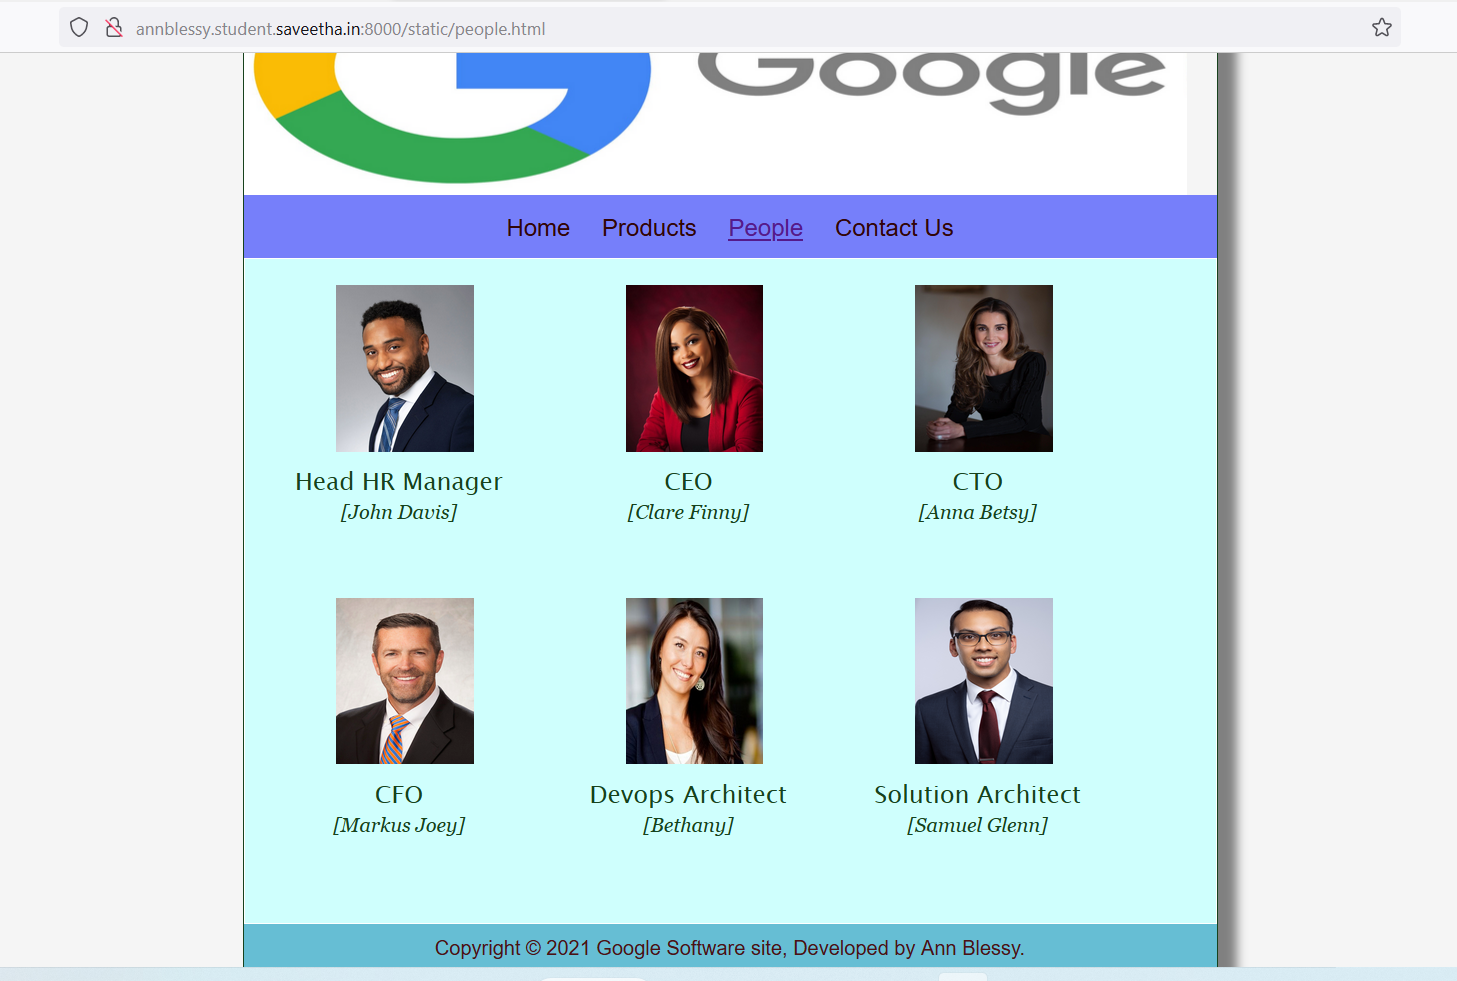 annblessy.student.saveetha.in:8000/static/people.html
Google
Home Products People Contact Us
Head HR Manager CEO CTO
[John Davis] [Clare Finny] [Anna Betsy]
CFO Devops Architect Solution Architect
[Markus Joey] [Bethany] [Samuel Glenn]
Copyright © 2021 Google Software site, Developed by Ann Blessy.